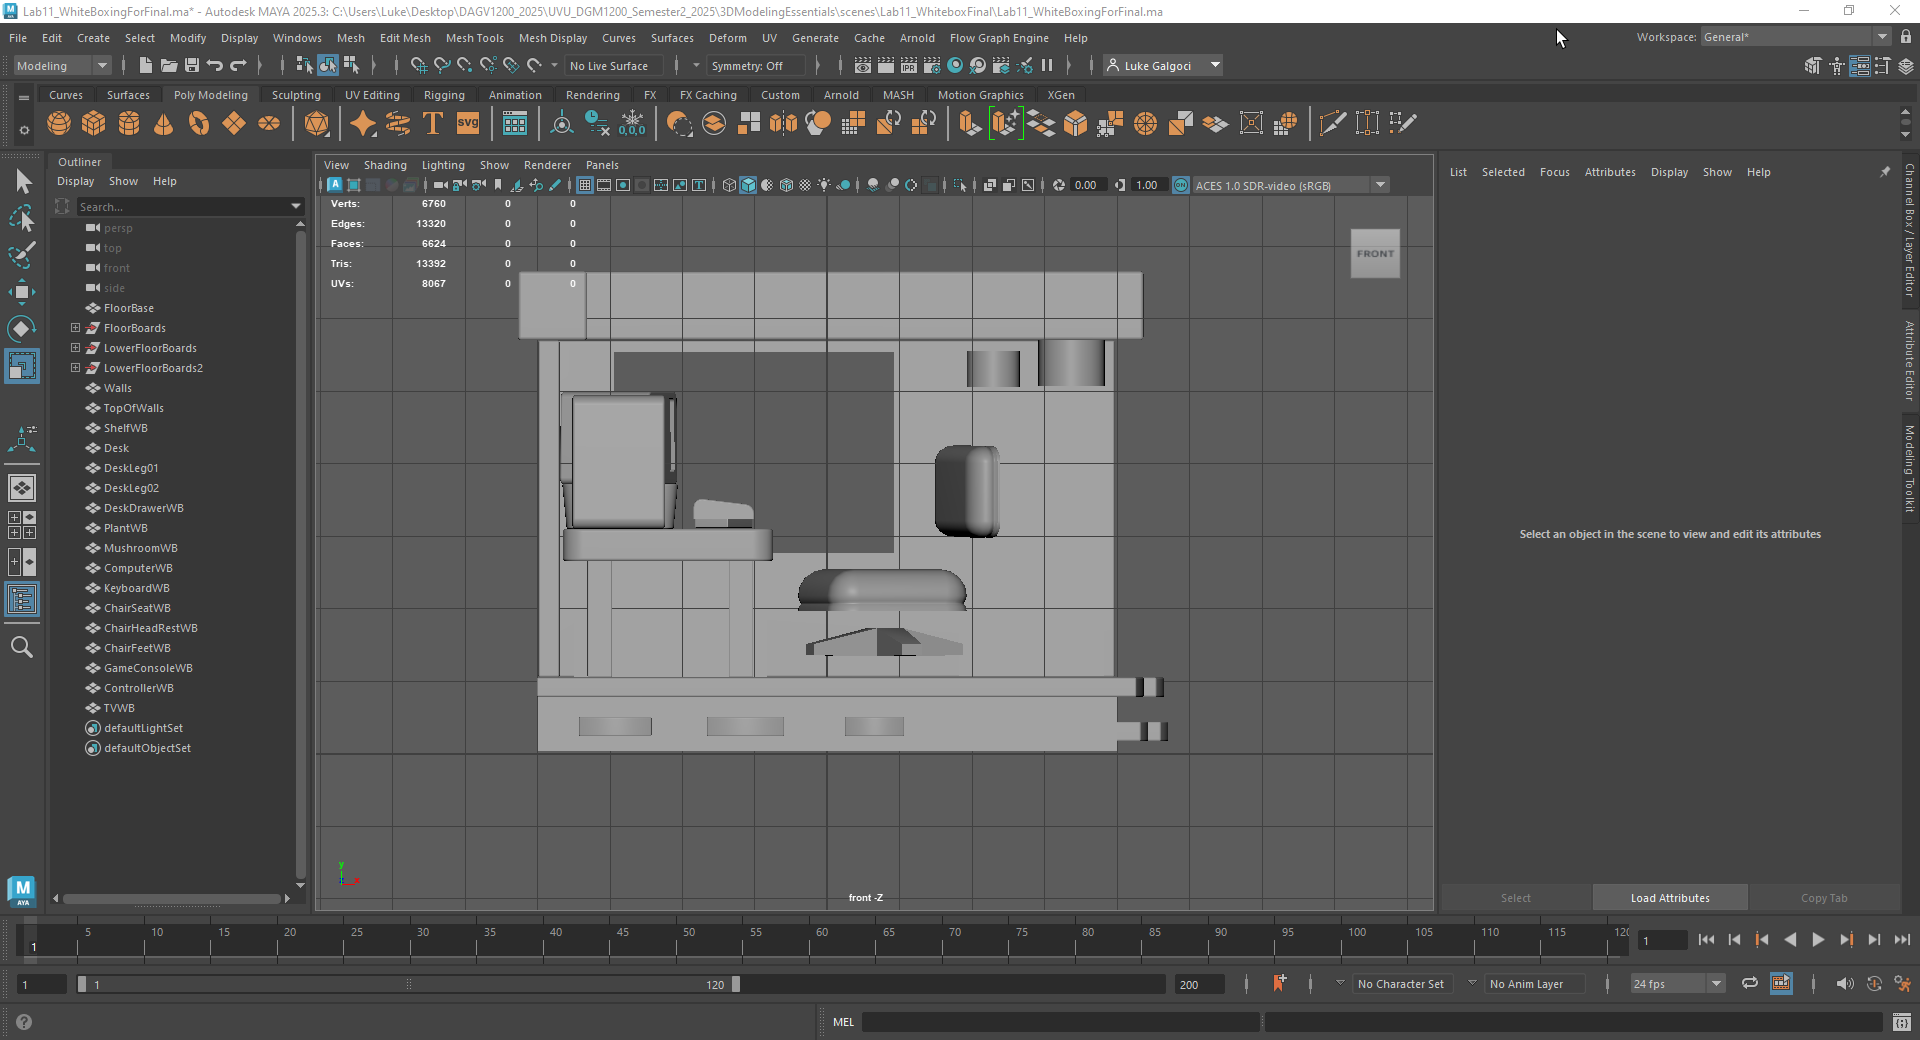 Lab11_WhiteBoxingForFinal.ma* - Autodesk MAYA 2025.3: C:\Users\Luke\Desktop\DAGV1200_2025\UVU_DGM1200_Semester2_2025\3DModelingEssentials\scenes\Lab11_WhiteboxFinal\Lab11_WhiteBoxingForFinal.ma
File Edit Create Select Modify Display Windows Mesh Edit Mesh Mesh Tools Mesh Display Curves Surfaces Deform UV Generate Cache Arnold Flow Graph Engine Help
Workspace: General*
Modeling
No Live Surface
Symmetry: Off
IPR
Luke Galgoci
Curves Surfaces Poly Modeling Sculpting UV Editing Rigging Animation Rendering FX FX Caching Custom Arnold MASH Motion Graphics XGen
SVG
0,0,0
Outliner
Display Show Help
Search...
persp
top
front
side
FloorBase
FloorBoards
LowerFloorBoards
LowerFloorBoards2
Walls
TopOfWalls
ShelfWB
Desk
DeskLeg01
DeskLeg02
DeskDrawerWB
PlantWB
MushroomWB
ComputerWB
KeyboardWB
ChairSeatWB
ChairHeadRestWB
ChairFeetWB
GameConsoleWB
ControllerWB
TVWB
defaultLightSet
defaultObjectSet
M
AYA
View Shading Lighting Show Renderer Panels
0.00
1.00
ACES 1.0 SDR-video (sRGB)
Verts: 6760 0 0
Edges: 13320 0 0
Faces: 6624 0 0
Tris: 13392 0 0
UVs: 8067 0 0
FRONT
y
front -Z
List Selected Focus Attributes Display Show Help
Select an object in the scene to view and edit its attributes
Select
Load Attributes
Copy Tab
Channel Box / Layer Editor
Attribute Editor
Modeling Toolkit
1
5 10 15 20 25 30 35 40 45 50 55 60 65 70 75 80 85 90 95 100 105 110 115 120
1
1
1
120
200
No Character Set
No Anim Layer
24 fps
MEL